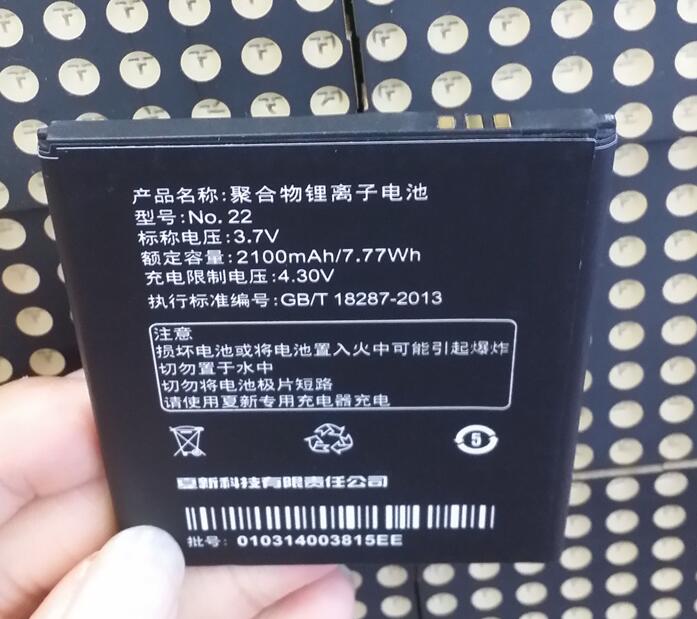 产品名称:聚合物锂离子电池
型号:No. 22
标称电压:3.7V
额定容量:2100mAh/7.77Wh
充电限制电压:4.30V
执行标准编号:GB/T 18287-2013
注意
损坏电池或将电池置入火中可能引起爆炸
切勿置于水中
切勿将电池极片短路
请使用夏新专用充电器充电
5
夏新科技有限责任公司
批号: 010314003815EE